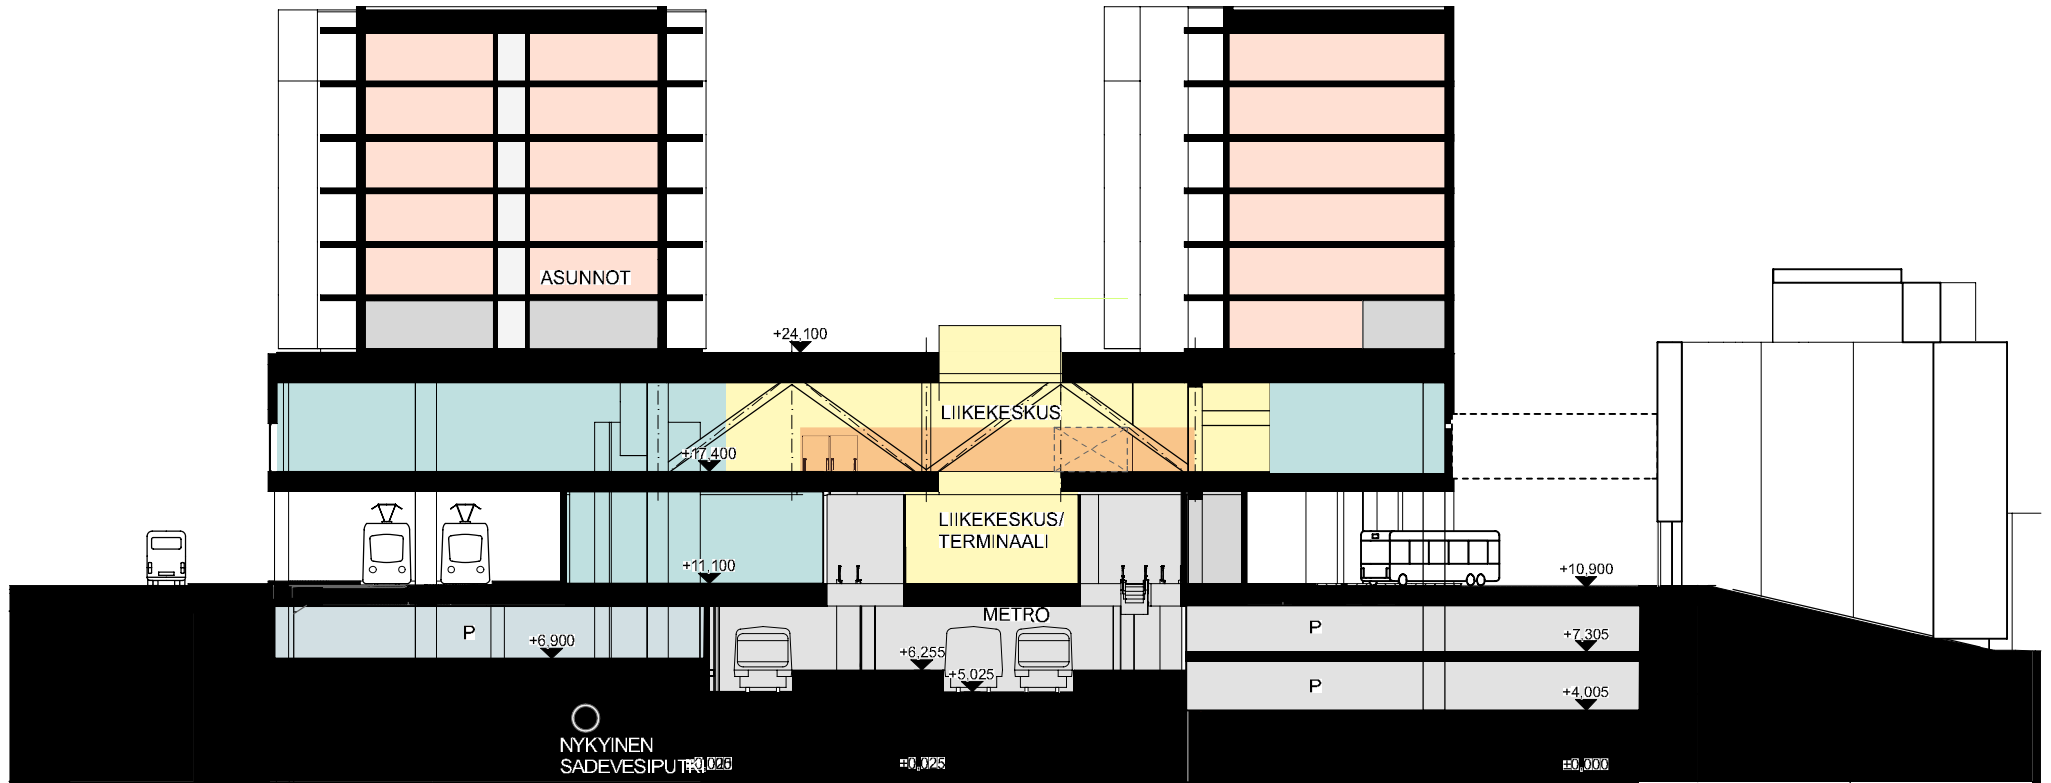 ASUNNOT
+24,100
LIIKEKESKUS
+17,400
LIIKEKESKUS/
TERMINAALI
+11,100
+10,900
METRO
P
P
+6,900
+7,305
+6,255
+5,025
P
+4,005
NYKYINEN
SADEVESIPUTKI
±0,025
±0,000